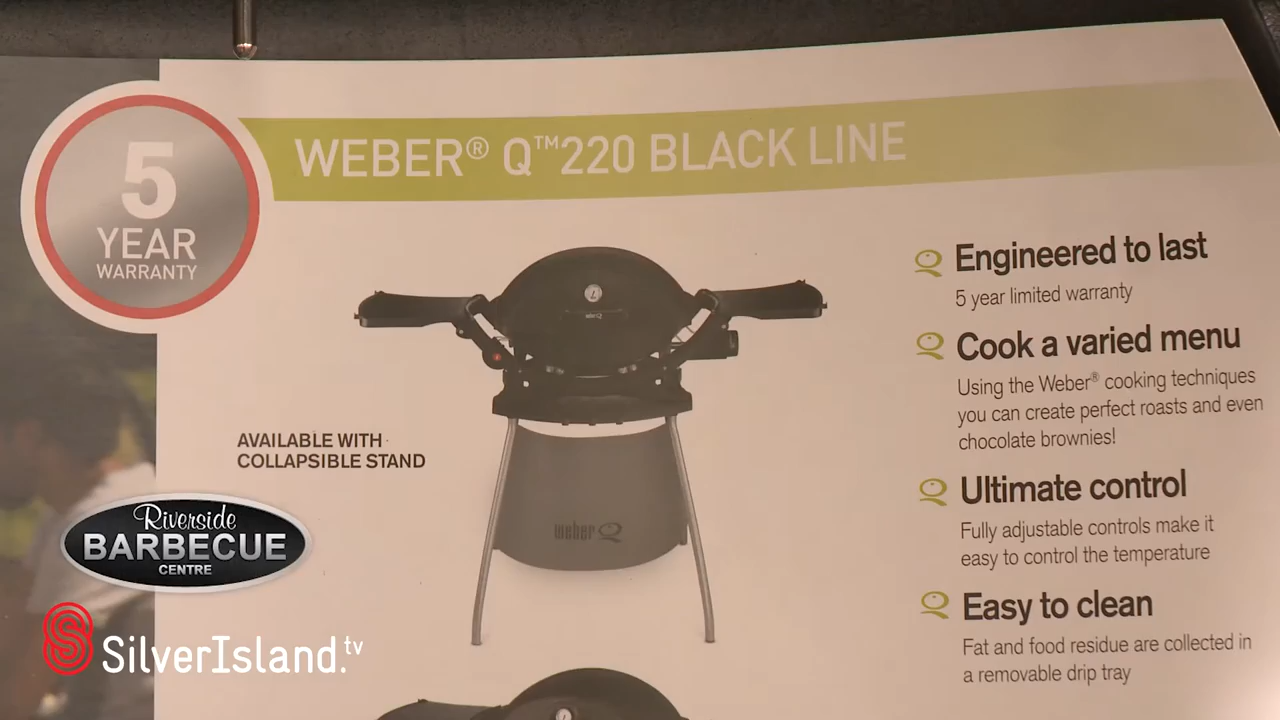 5
YEAR
WARRANTY
WEBER® Q™220 BLACK LINE
Engineered to last
5 year limited warranty
Cook a varied menu
Using the Weber® cooking techniques
you can create perfect roasts and even
chocolate brownies!
Ultimate control
Fully adjustable controls make it
easy to control the temperature
Easy to clean
Fat and food residue are collected in
a removable drip tray
AVAILABLE WITH
COLLAPSIBLE STAND
weber Q
Riverside
BARBECUE
CENTRE
SilverIsland.tv